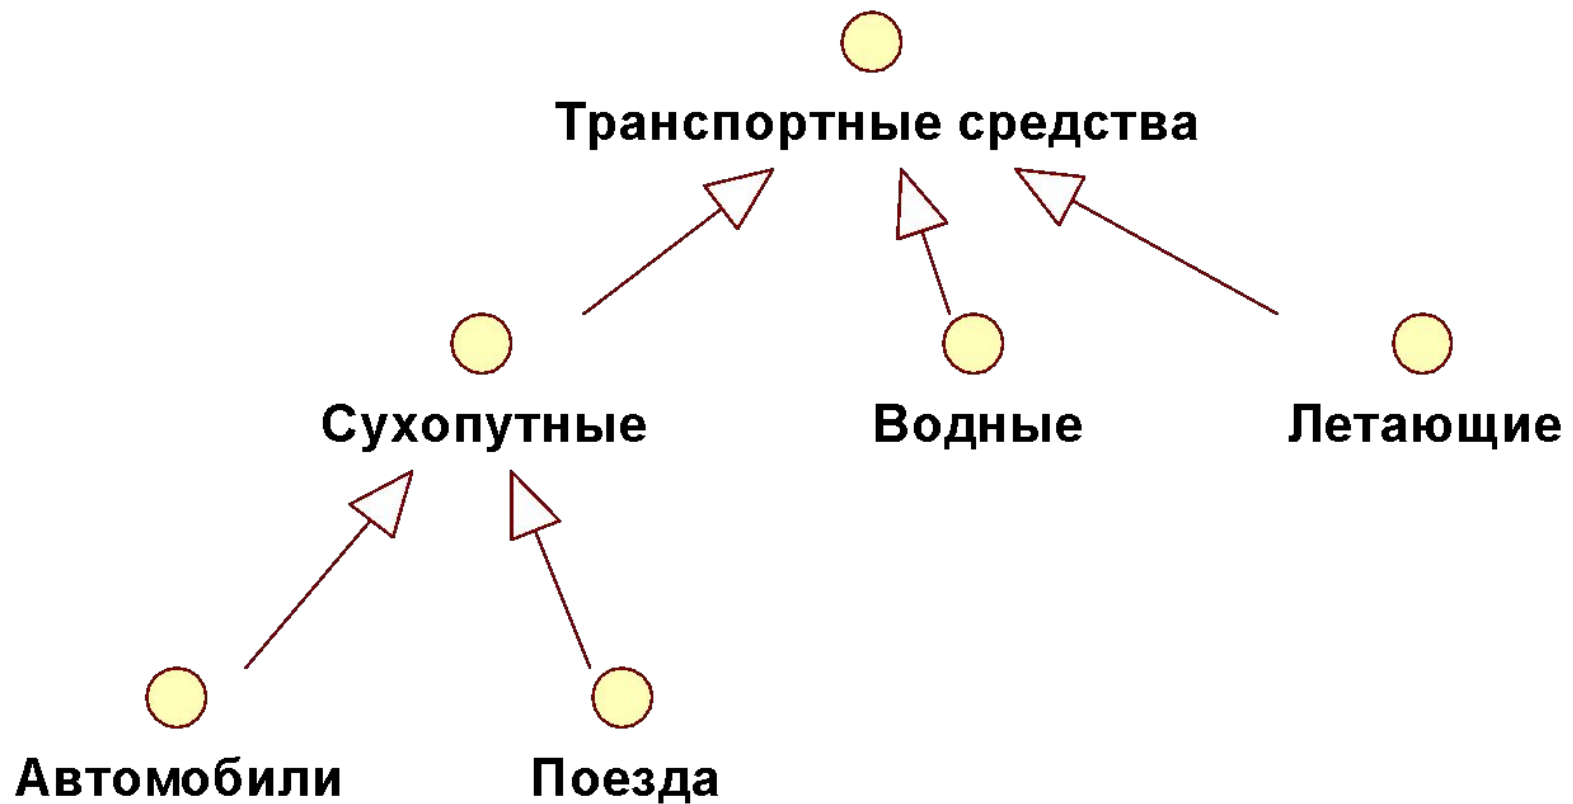 Транспортные средства
Сухопутные
Водные
Летающие
Автомобили
Поезда